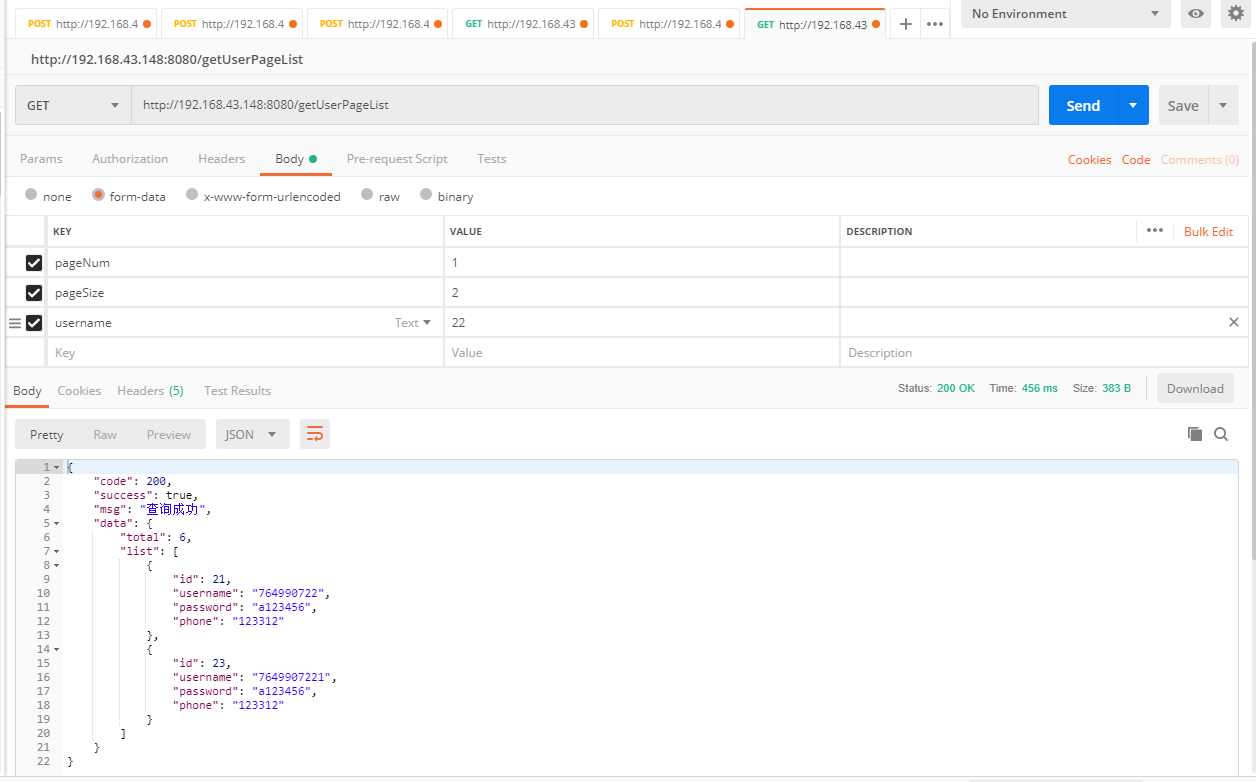 POST http://192.168.4 POST http://192.168.4 POST http://192.168.4 GET http://192.168.43 POST http://192.168.4 GET http://192.168.43 + ••• No Environment
http://192.168.43.148:8080/getUserPageList
GET http://192.168.43.148:8080/getUserPageList Send Save
Params Authorization Headers Body Pre-request Script Tests Cookies Code Comments (0)
none form-data x-www-form-urlencoded raw binary
KEY VALUE DESCRIPTION ••• Bulk Edit
pageNum 1
pageSize 2
username Text 22
Key Value Description
Body Cookies Headers (5) Test Results Status: 200 OK Time: 456 ms Size: 383 B Download
Pretty Raw Preview JSON
1 {
2 "code": 200,
3 "success": true,
4 "msg": "查询成功",
5 "data": {
6 "total": 6,
7 "list": [
8 {
9 "id": 21,
10 "username": "764990722",
11 "password": "a123456",
12 "phone": "123312"
13 },
14 {
15 "id": 23,
16 "username": "7649907221",
17 "password": "a123456",
18 "phone": "123312"
19 }
20 ]
21 }
22 }